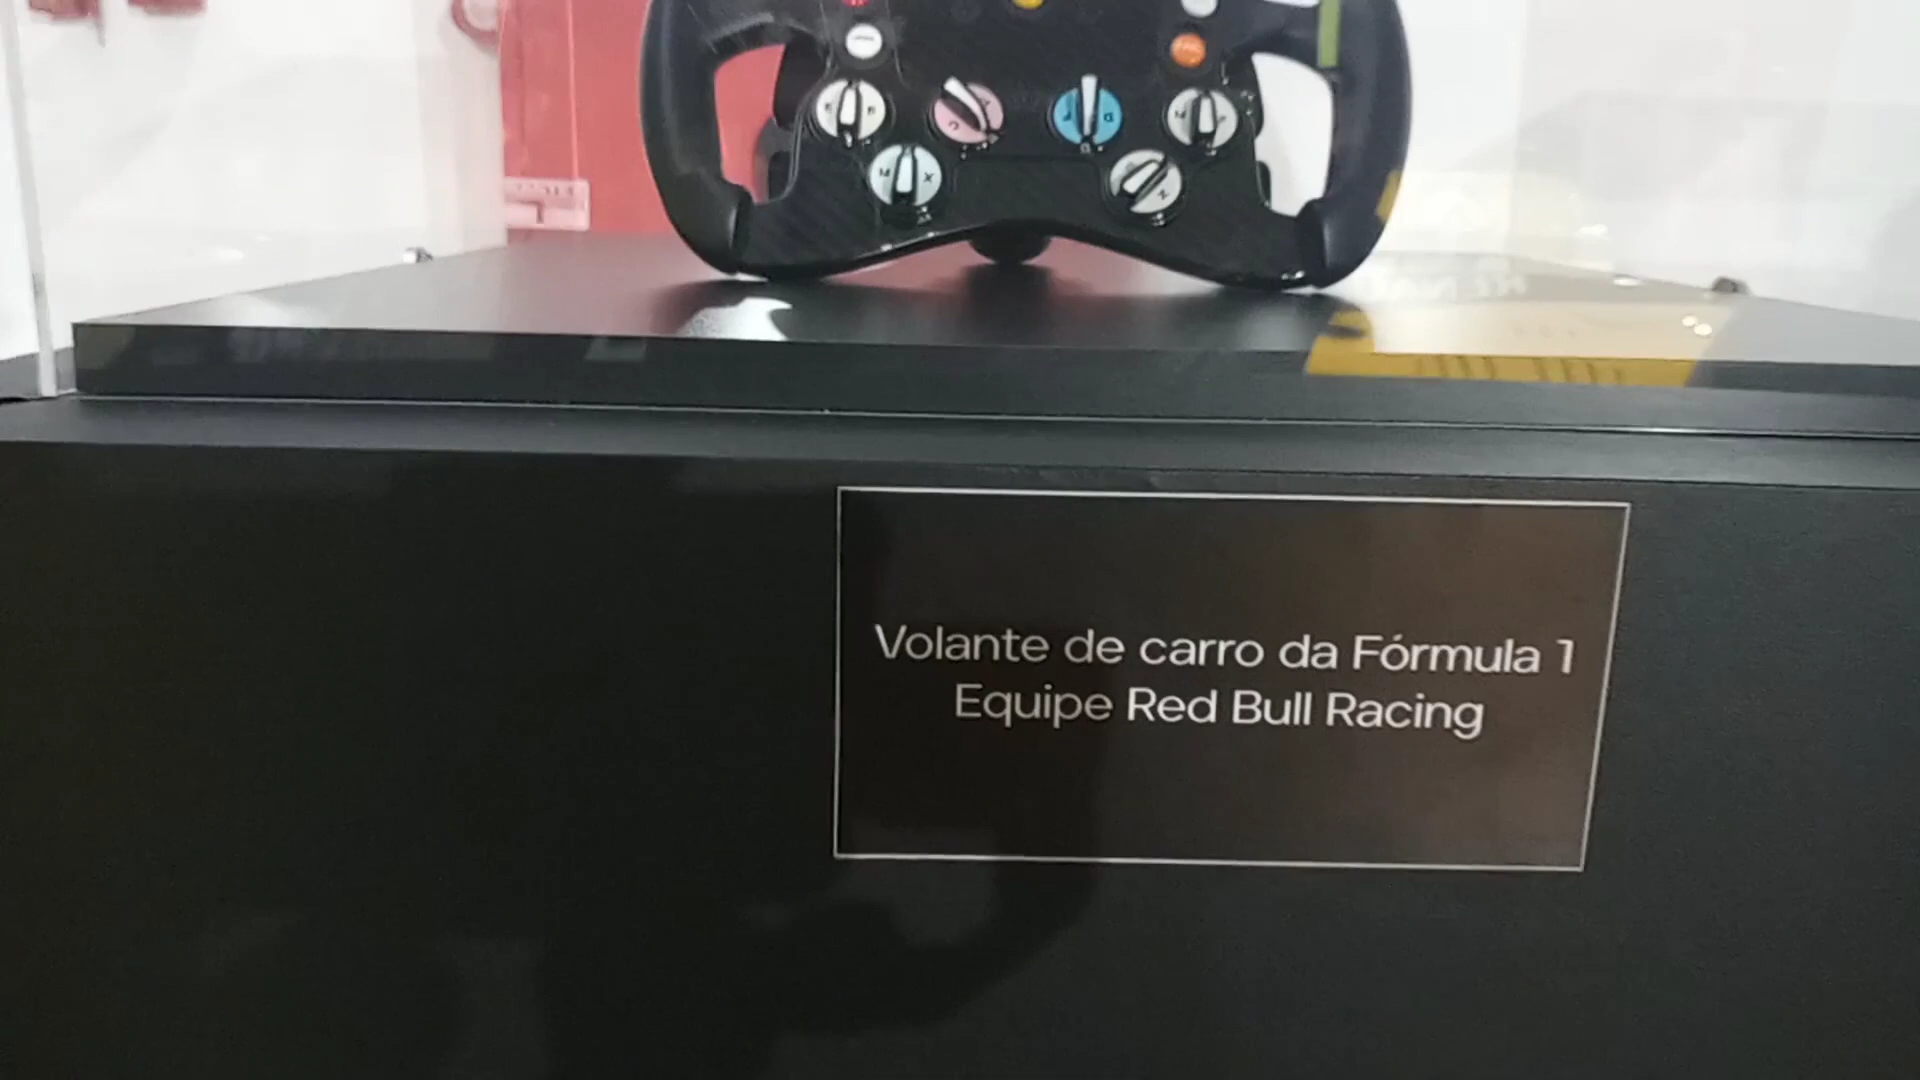 Volante de carro da Fórmula 1
Equipe Red Bull Racing